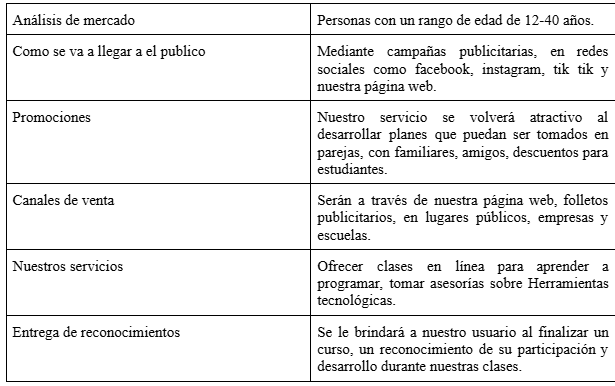 Análisis de mercado
Personas con un rango de edad de 12-40 años.
Como se va a llegar a el publico
Mediante campañas publicitarias, en redes
sociales como facebook, instagram, tik tik y
nuestra página web.
Promociones
Nuestro servicio se volverá atractivo al
desarrollar planes que puedan ser tomados en
parejas, con familiares, amigos, descuentos para
estudiantes.
Canales de venta
Serán a través de nuestra página web, folletos
publicitarios, en lugares públicos, empresas y
escuelas.
Nuestros servicios
Ofrecer clases en línea para aprender a
programar, tomar asesorías sobre Herramientas
tecnológicas.
Entrega de reconocimientos
Se le brindará a nuestro usuario al finalizar un
curso, un reconocimiento de su participación y
desarrollo durante nuestras clases.